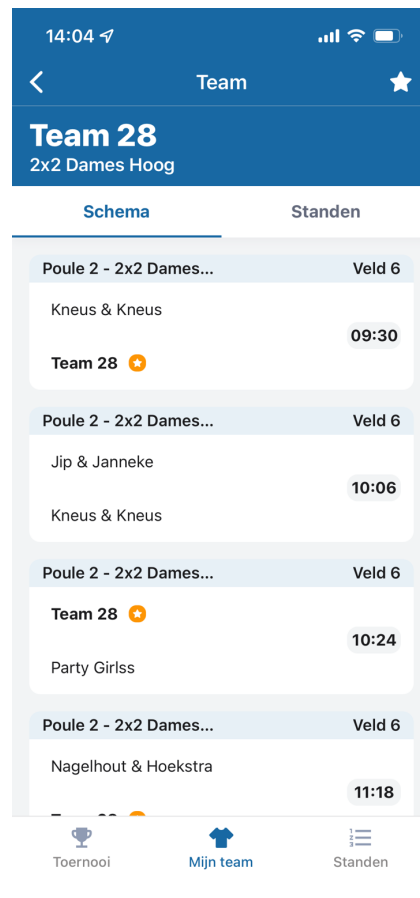 14:04
Team
Team 28
2x2 Dames Hoog
Schema Standen
Poule 2 - 2x2 Dames... Veld 6
Kneus & Kneus
09:30
Team 28
Poule 2 - 2x2 Dames... Veld 6
Jip & Janneke
10:06
Kneus & Kneus
Poule 2 - 2x2 Dames... Veld 6
Team 28
10:24
Party Girlss
Poule 2 - 2x2 Dames... Veld 6
Nagelhout & Hoekstra
11:18
Toernooi Mijn team Standen